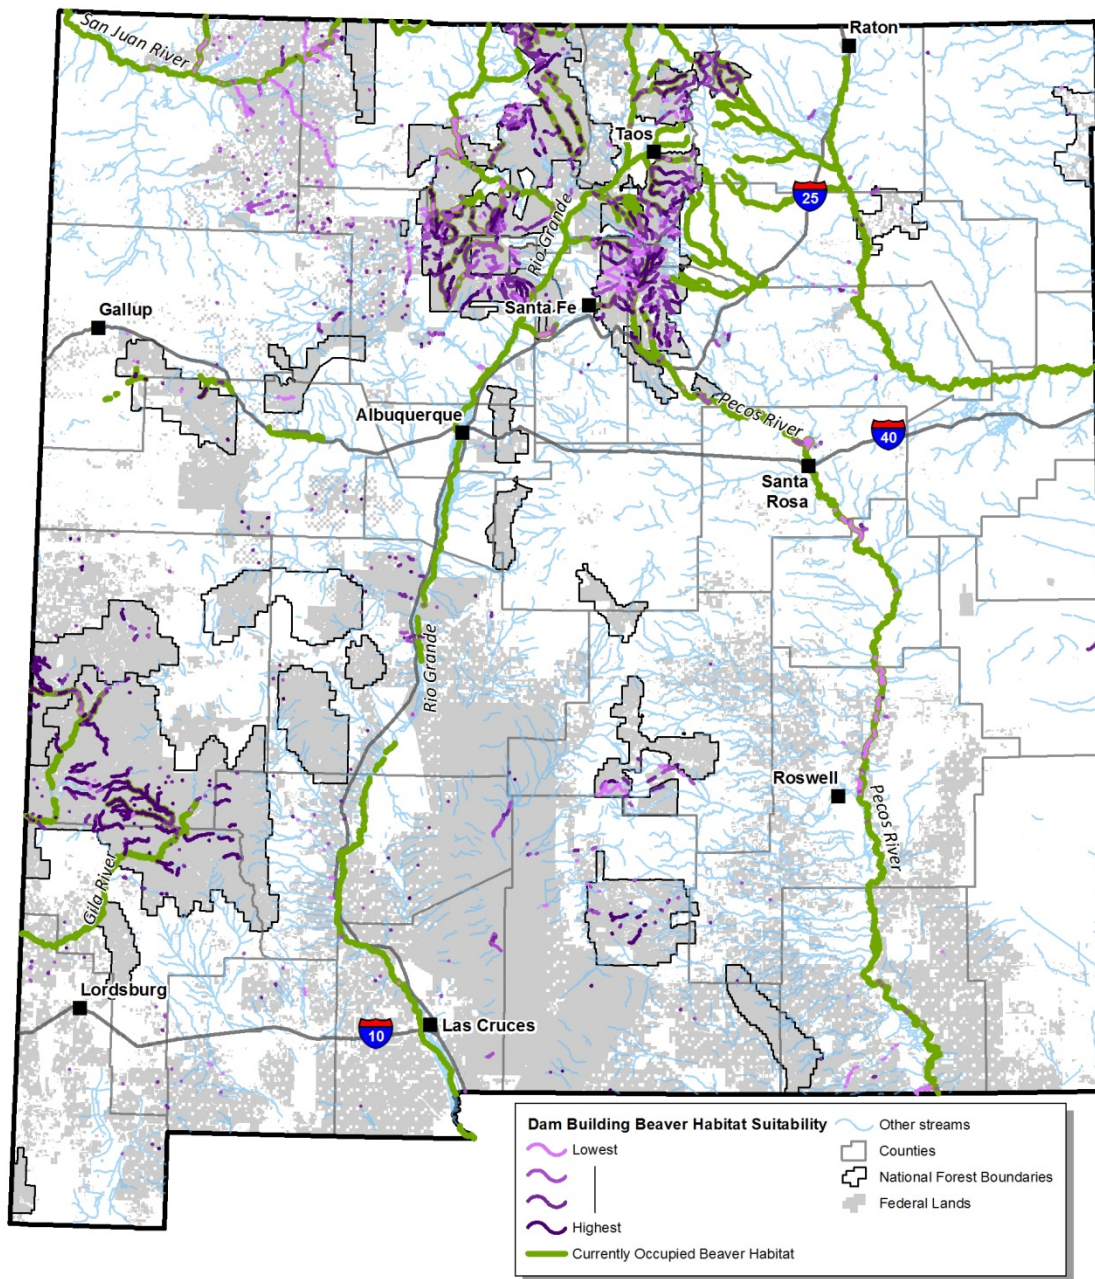 San Juan River
Raton
Taos
25
Rio Grande
Gallup
Santa Fe
Albuquerque
Pecos River
40
Santa
Rosa
Rio Grande
Roswell
Pecos River
Gila River
Lordsburg
10
Las Cruces
Dam Building Beaver Habitat Suitability
Lowest
Highest
Currently Occupied Beaver Habitat
Other streams
Counties
National Forest Boundaries
Federal Lands